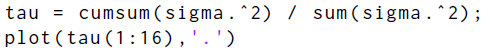 tau = cumsum(sigma.^2) / sum(sigma.^2);
plot(tau(1:16),'.')